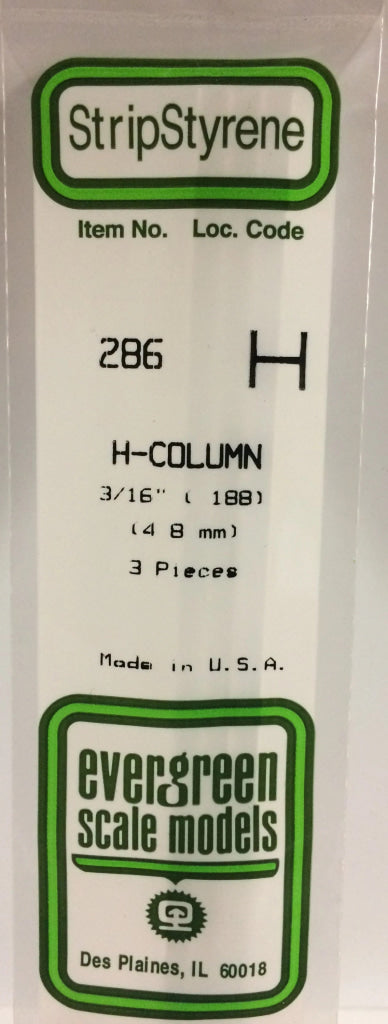 StripStyrene
Item No. Loc. Code
286 H
H-COLUMN
3/16" ( 188)
(4 8 mm)
3 Pieces
Made in U.S.A.
evergreen
scale models
Des Plaines, IL 60018